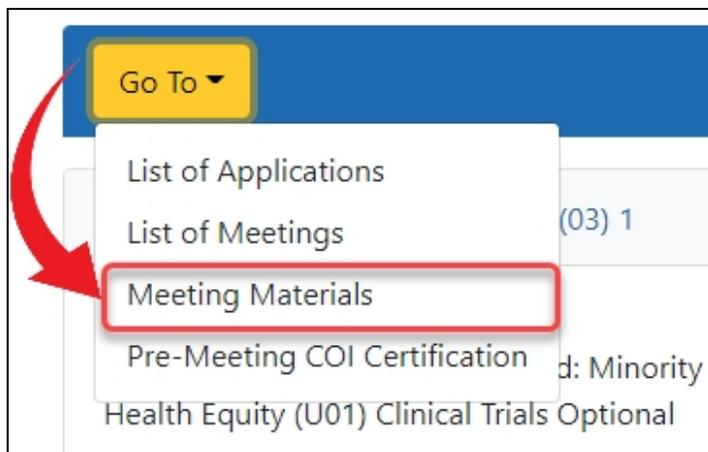 Go To
List of Applications
List of Meetings
(03) 1
Meeting Materials
Pre-Meeting COI Certification
d: Minority
Health Equity (U01) Clinical Trials Optional